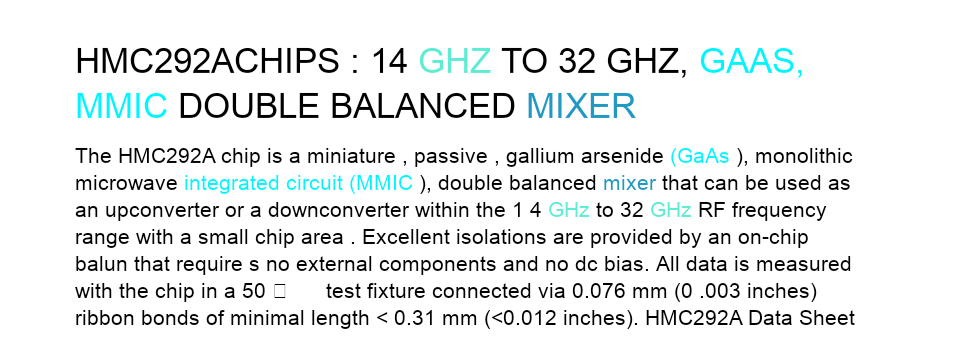 HMC292ACHIPS : 14 GHZ TO 32 GHZ, GAAS,
MMIC DOUBLE BALANCED MIXER
The HMC292A chip is a miniature , passive , gallium arsenide (GaAs ), monolithic
microwave integrated circuit (MMIC ), double balanced mixer that can be used as
an upconverter or a downconverter within the 1 4 GHz to 32 GHz RF frequency
range with a small chip area . Excellent isolations are provided by an on-chip
balun that require s no external components and no dc bias. All data is measured
with the chip in a 50 □ test fixture connected via 0.076 mm (0 .003 inches)
ribbon bonds of minimal length < 0.31 mm (<0.012 inches). HMC292A Data Sheet